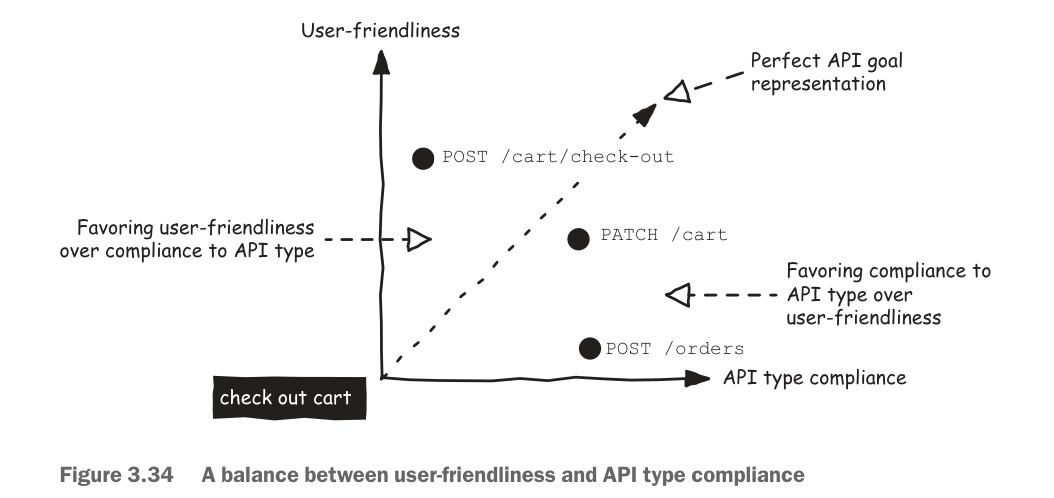 User-friendliness
Perfect API goal
representation
POST /cart/check-out
Favoring user-friendliness
over compliance to API type
PATCH /cart
Favoring compliance to
API type over
user-friendliness
POST /orders
API type compliance
check out cart
Figure 3.34 A balance between user-friendliness and API type compliance